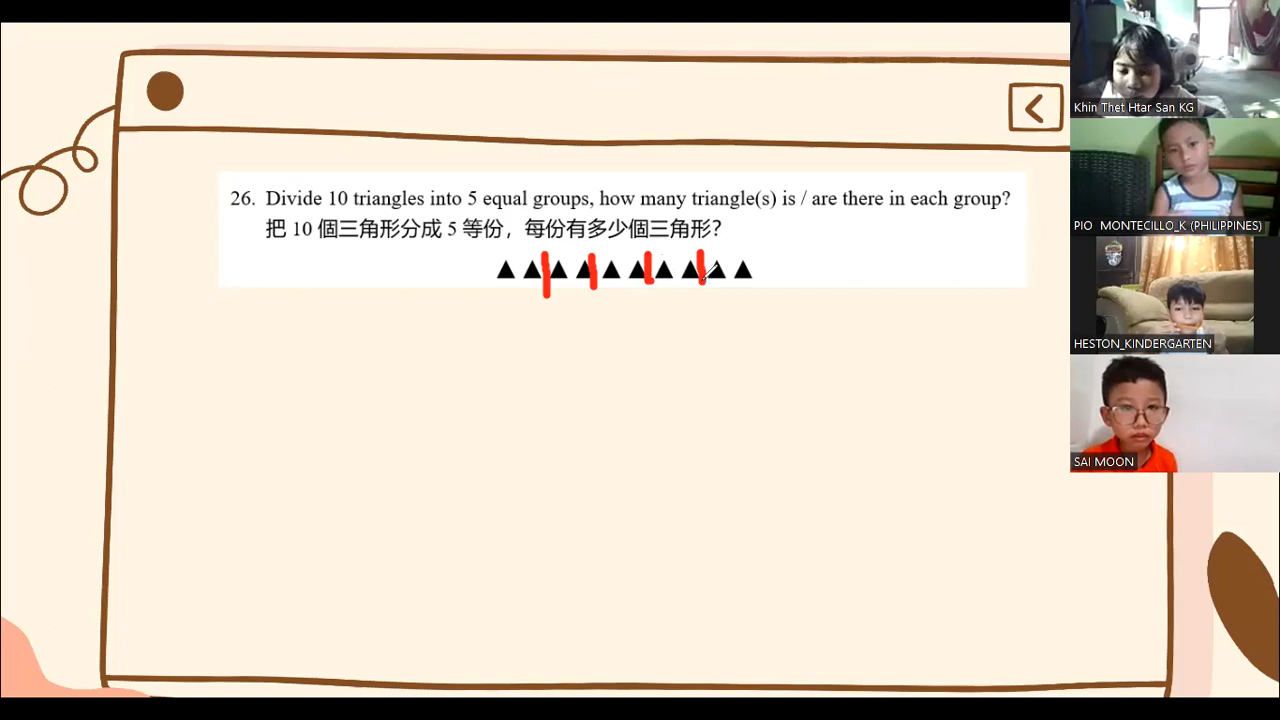 26. Divide 10 triangles into 5 equal groups, how many triangle(s) is / are there in each group?
把 10 個三角形分成 5 等份，每份有多少個三角形?
Khin Thet Htar San KG
PIO MONTECILLO_K (PHILIPPINES)
HESTON_KINDERGARTEN
SAI MOON